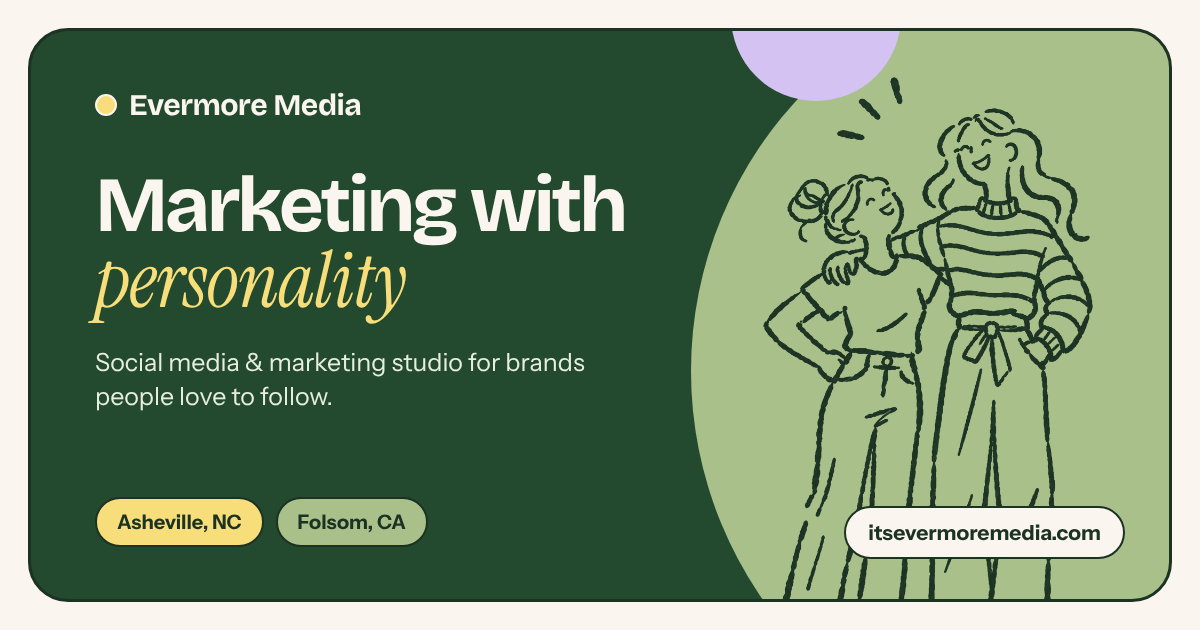 Evermore Media
Marketing with
personality
Social media & marketing studio for brands
people love to follow.
Asheville, NC
Folsom, CA
itsevermoremedia.com